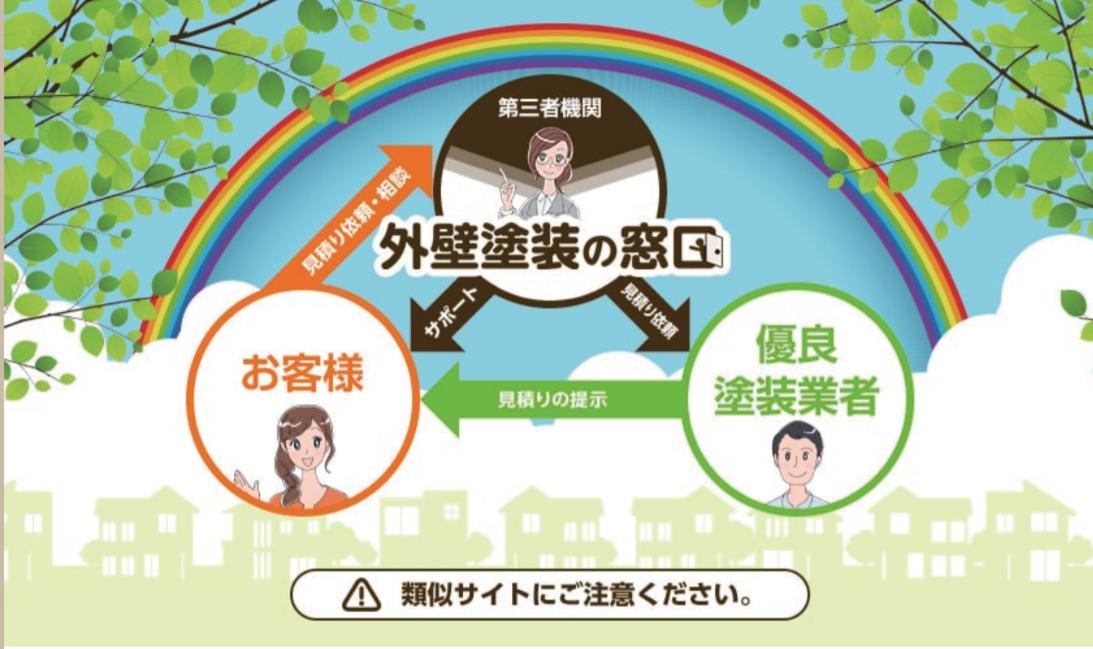 第三者機関
見積り依頼・相談
外壁塗装の窓口
サポート
見積り依頼
お客様
優良
塗装業者
見積りの提示
類似サイトにご注意ください。